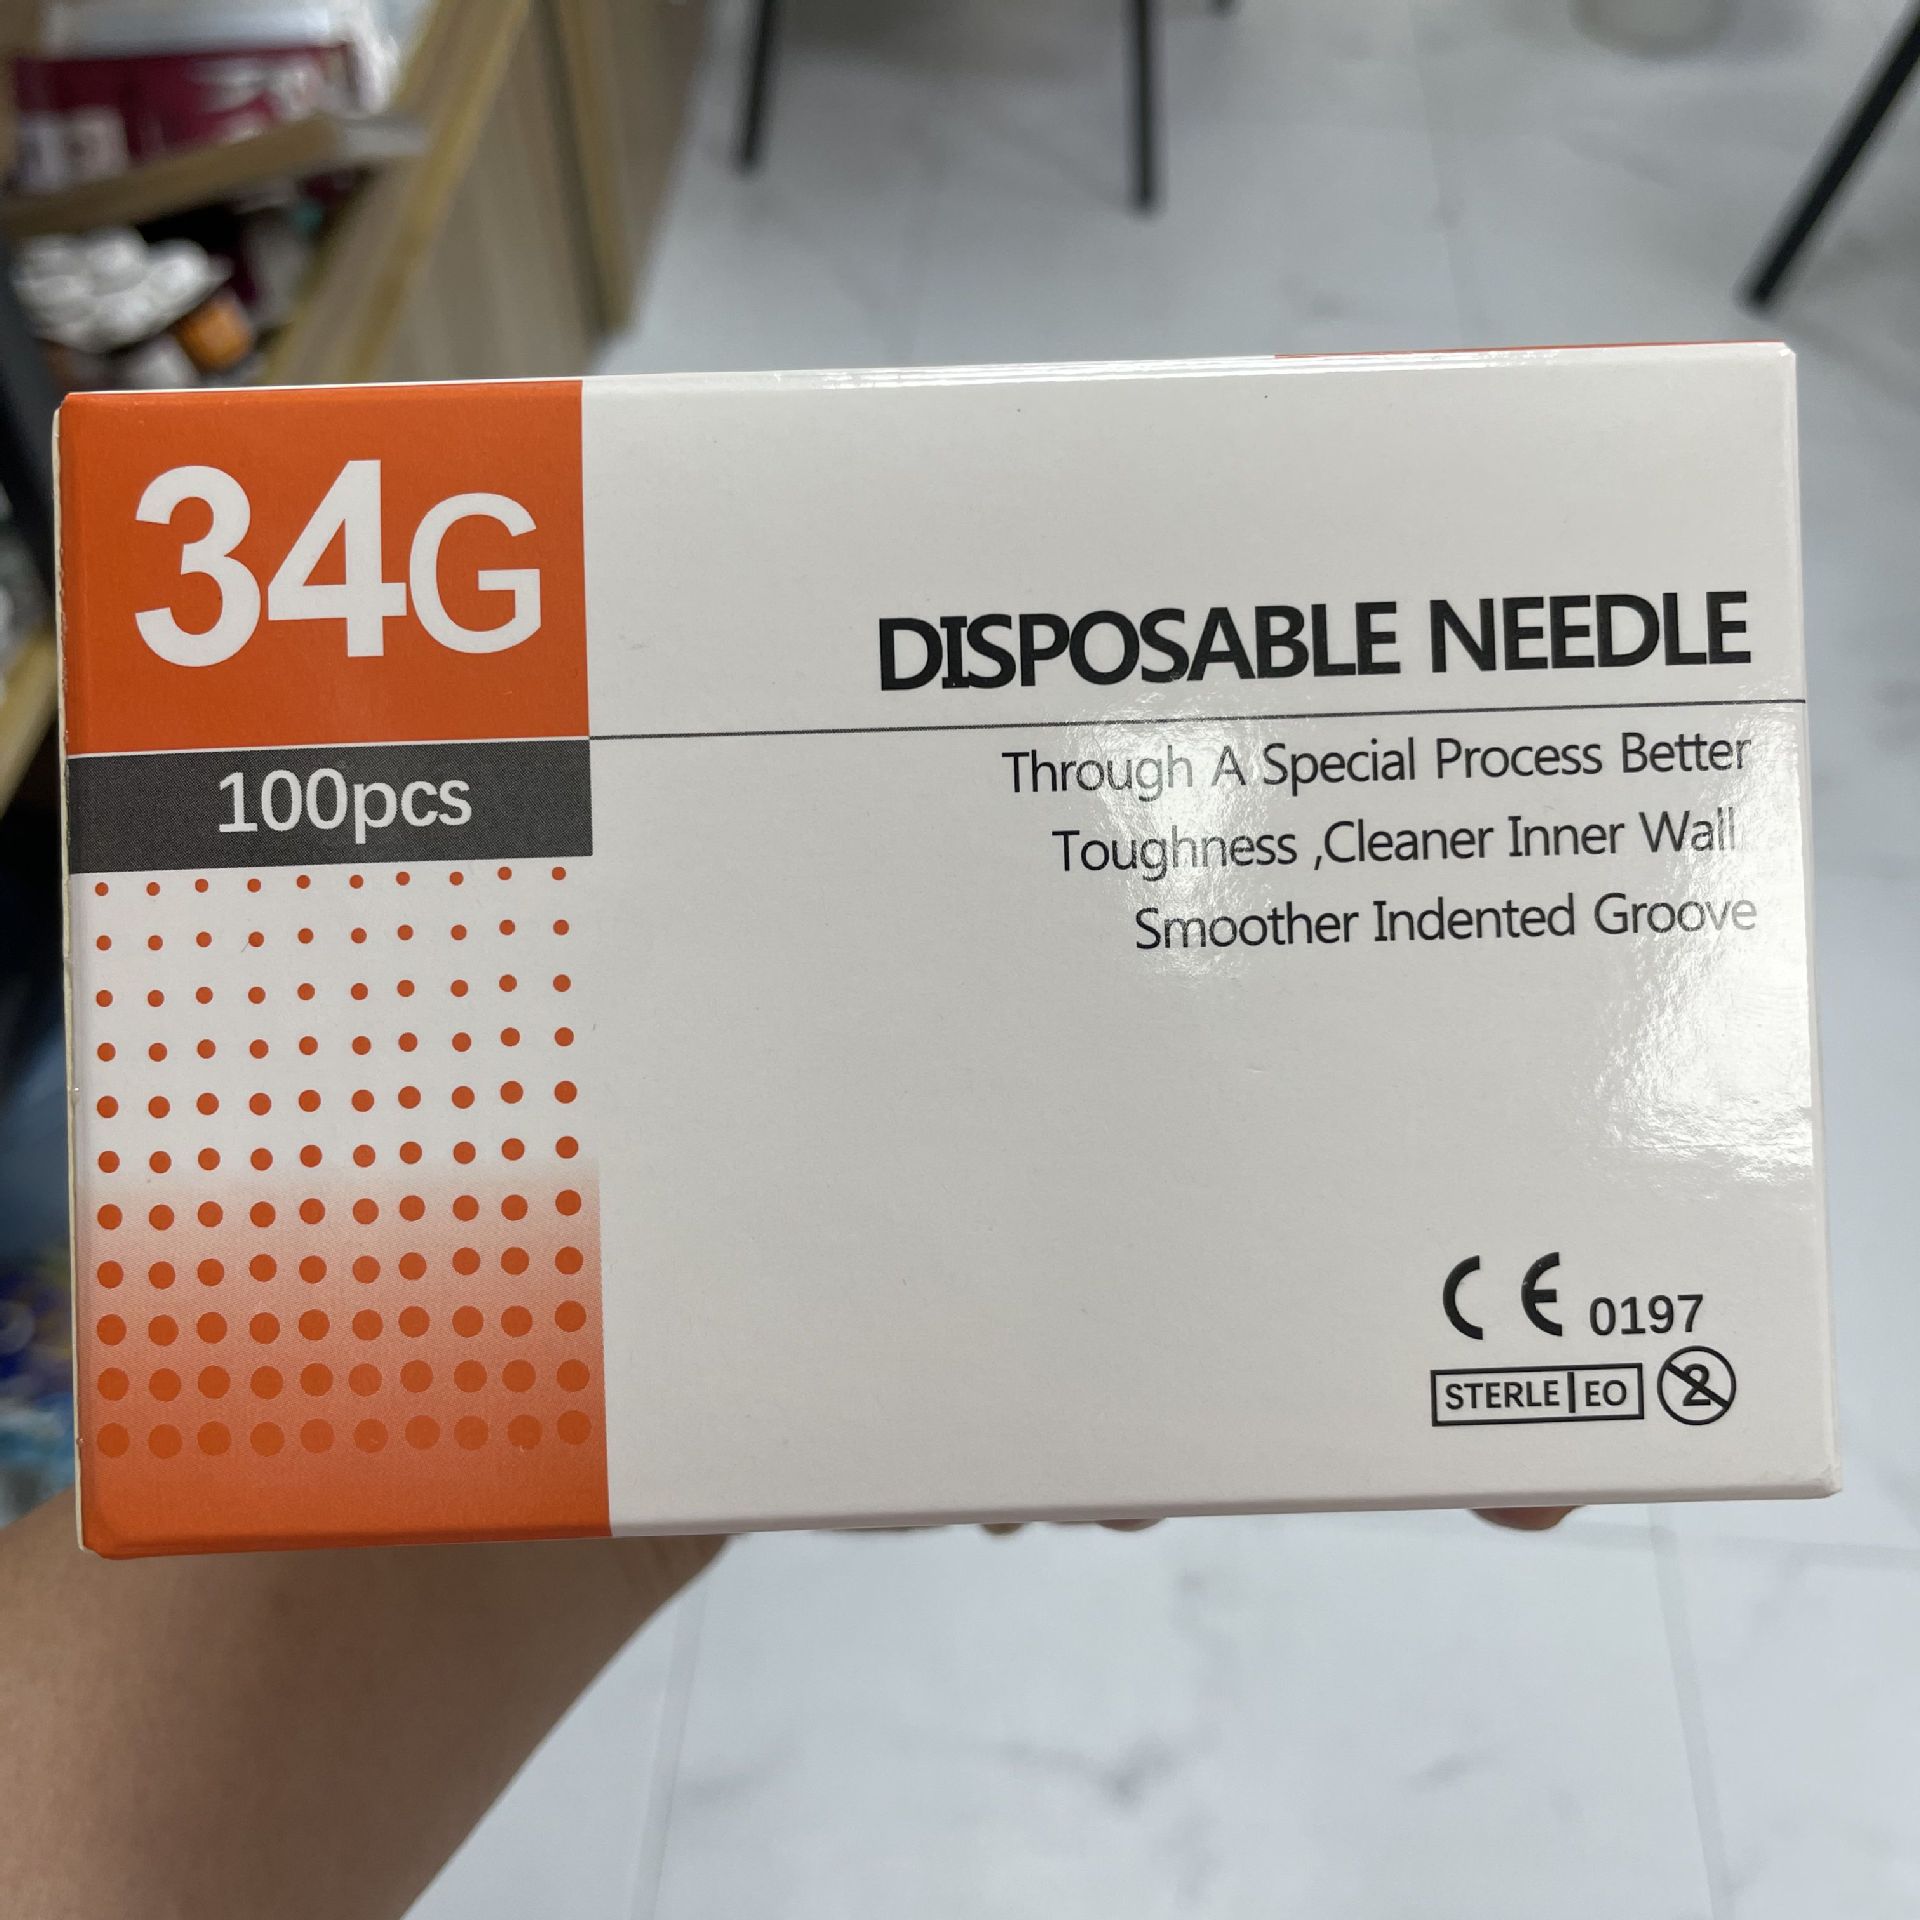 34G
100pcs
DISPOSABLE NEEDLE
Through A Special Process Better
Toughness ,Cleaner Inner Wall
Smoother Indented Groove
CE 0197
STERLE EO 2